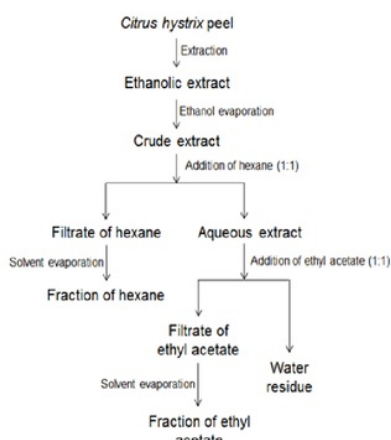 Citrus hystrix peel
Extraction
Ethanolic extract
Ethanol evaporation
Crude extract
Addition of hexane (1:1)
Filtrate of hexane
Aqueous extract
Solvent evaporation
Addition of ethyl acetate (1:1)
Fraction of hexane
Filtrate of
ethyl acetate
Water
residue
Solvent evaporation
Fraction of ethyl
acetate